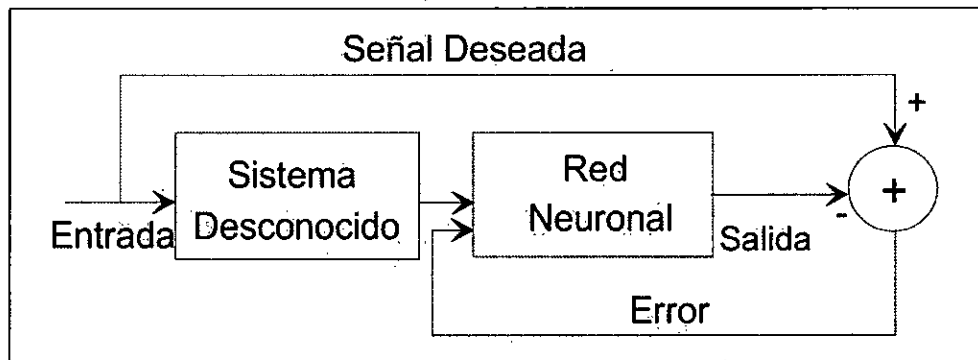 Señal Deseada
+
Sistema
Desconocido
Red
Neuronal
+
-
Entrada
Salida
Error